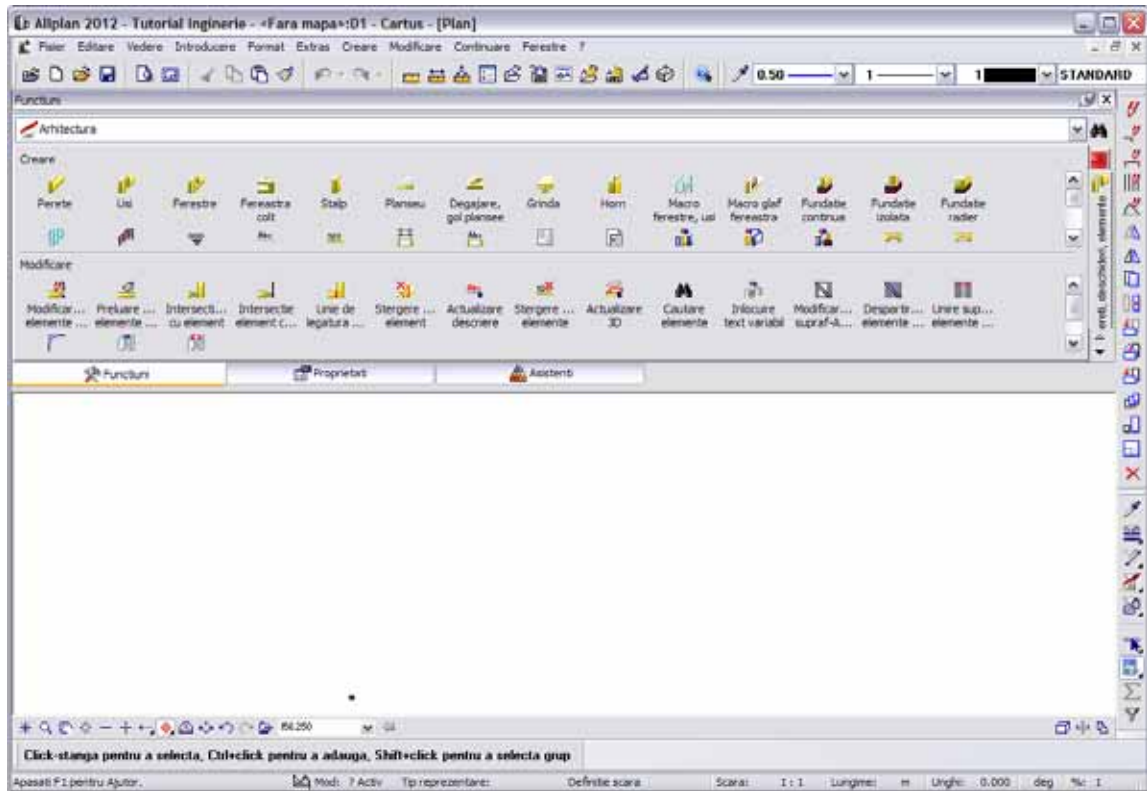 Allplan 2012 - Tutorial Inginerie - <Fara mapa>:01 - Cartus - [Plan]
Fisier Editare Vedere Introducere Format Extras Creare Modificare Continuare Ferestre ?
0.50 1 1 STANDARD
Functiuni
Arhitectura
Creare
Perete Usi Ferestre Fereastra colt Stalp Planseu Degajare, gol plansee Grinda Horn Macro ferestre, usi Macro glaf fereastra Fundatie continua Fundatie izolata Fundatie radier
Modificare
Modificar... elemente ... Preluare ... elemente ... Intersecti... cu element Intersectie element c... Linie de legatura ... Stergere ... element Actualizare descriere Stergere ... elemente Actualizare 3D Cautare elemente Inlocuire text variabil Modificar... supraf-A... Despartir... elemente ... Unire sup... elemente ...
ereti, deschideri, elemente
Functiuni Proprietati Asistenti
Click-stanga pentru a selecta, Ctrl+click pentru a adauga, Shift+click pentru a selecta grup
Apasati F1 pentru Ajutor. Mod: ? Activ Tip reprezentare: Definitie scara Scara: 1 : 1 Lungime: m Unghi: 0.000 deg %: 1